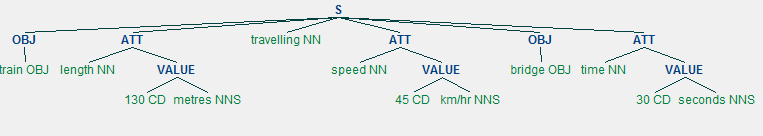 S
OBJ ATT travelling NN ATT OBJ ATT
train OBJ length NN VALUE speed NN VALUE bridge OBJ time NN VALUE
130 CD metres NNS 45 CD km/hr NNS 30 CD seconds NNS